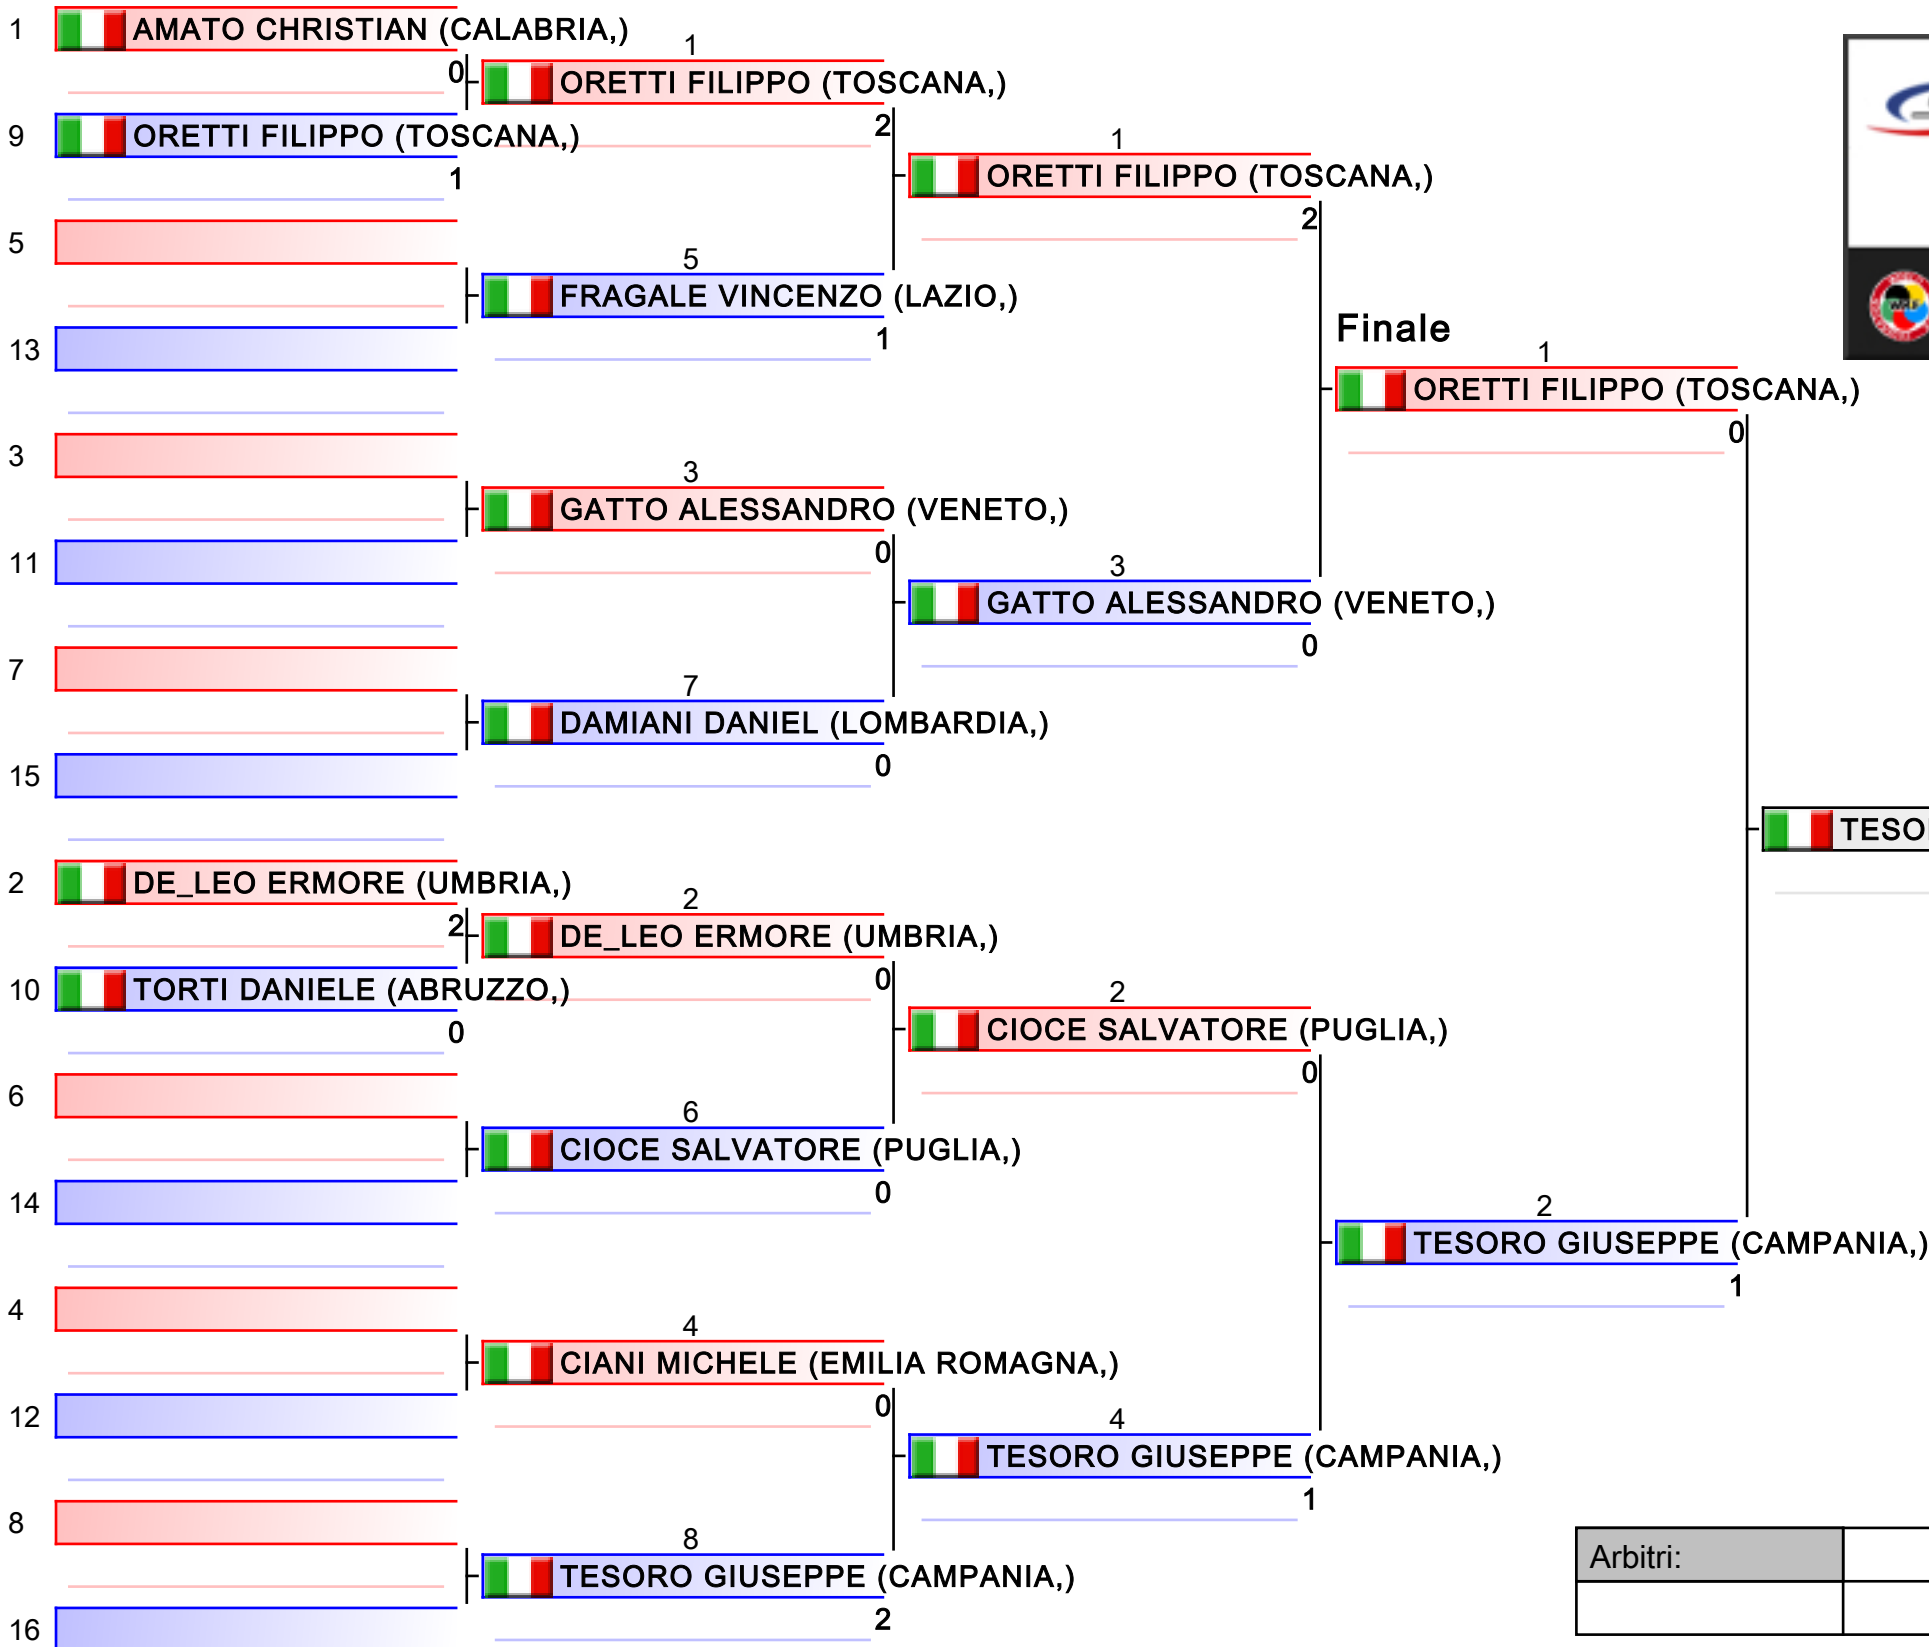 1 AMATO CHRISTIAN (CALABRIA,)
0
9 ORETTI FILIPPO (TOSCANA,)
1
5
13
3
11
7
15
2 DE_LEO ERMORE (UMBRIA,)
2
10 TORTI DANIELE (ABRUZZO,)
0
6
14
4
12
8
16
1
ORETTI FILIPPO (TOSCANA,)
2
5
FRAGALE VINCENZO (LAZIO,)
1
3
GATTO ALESSANDRO (VENETO,)
0
7
DAMIANI DANIEL (LOMBARDIA,)
0
2
DE_LEO ERMORE (UMBRIA,)
0
6
CIOCE SALVATORE (PUGLIA,)
0
4
CIANI MICHELE (EMILIA ROMAGNA,)
0
8
TESORO GIUSEPPE (CAMPANIA,)
2
1
ORETTI FILIPPO (TOSCANA,)
2
3
GATTO ALESSANDRO (VENETO,)
0
2
CIOCE SALVATORE (PUGLIA,)
0
4
TESORO GIUSEPPE (CAMPANIA,)
1
Finale
1
ORETTI FILIPPO (TOSCANA,)
0
2
TESORO GIUSEPPE (CAMPANIA,)
1
Arbitri: